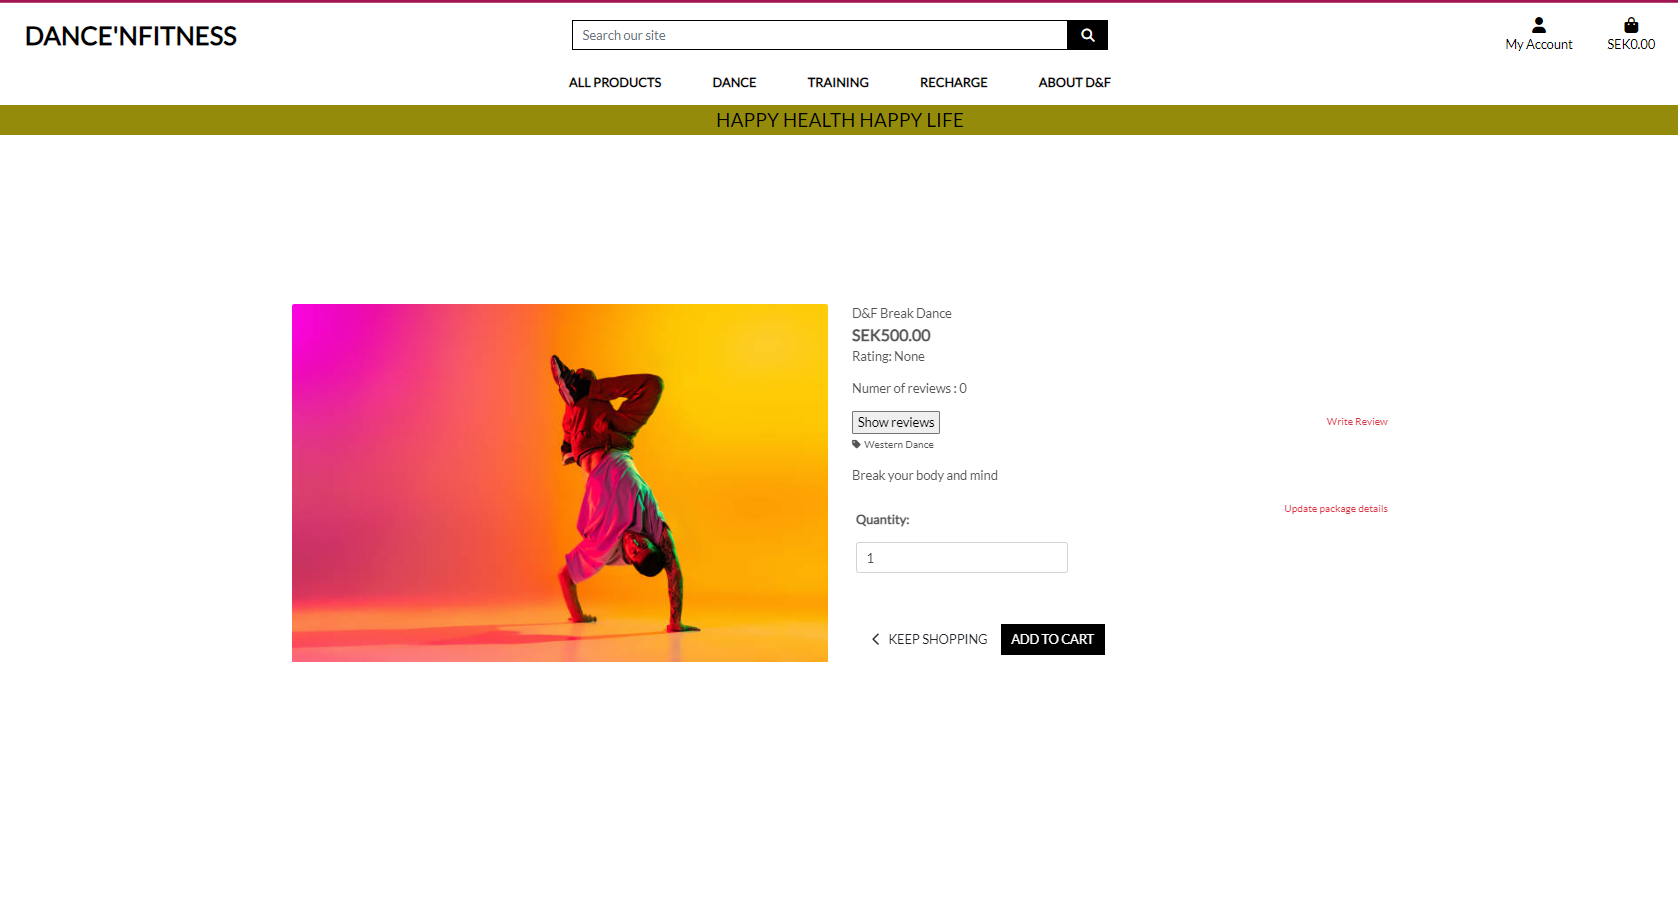 DANCE'NFITNESS
Search our site
My Account
SEK0.00
ALL PRODUCTS
DANCE
TRAINING
RECHARGE
ABOUT D&F
HAPPY HEALTH HAPPY LIFE
D&F Break Dance
SEK500.00
Rating: None
Numer of reviews : 0
Show reviews
Write Review
Western Dance
Break your body and mind
Update package details
Quantity:
1
KEEP SHOPPING
ADD TO CART